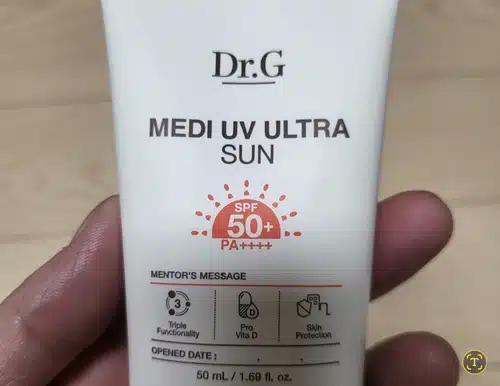 Dr.G
MEDI UV ULTRA
SUN
SPF
50+
PA++++
MENTOR'S MESSAGE
3
D
Triple
Functionality
Pro
Vita D
Skin
Protection
OPENED DATE : . .
50 mL / 1.69 fl. oz.
T